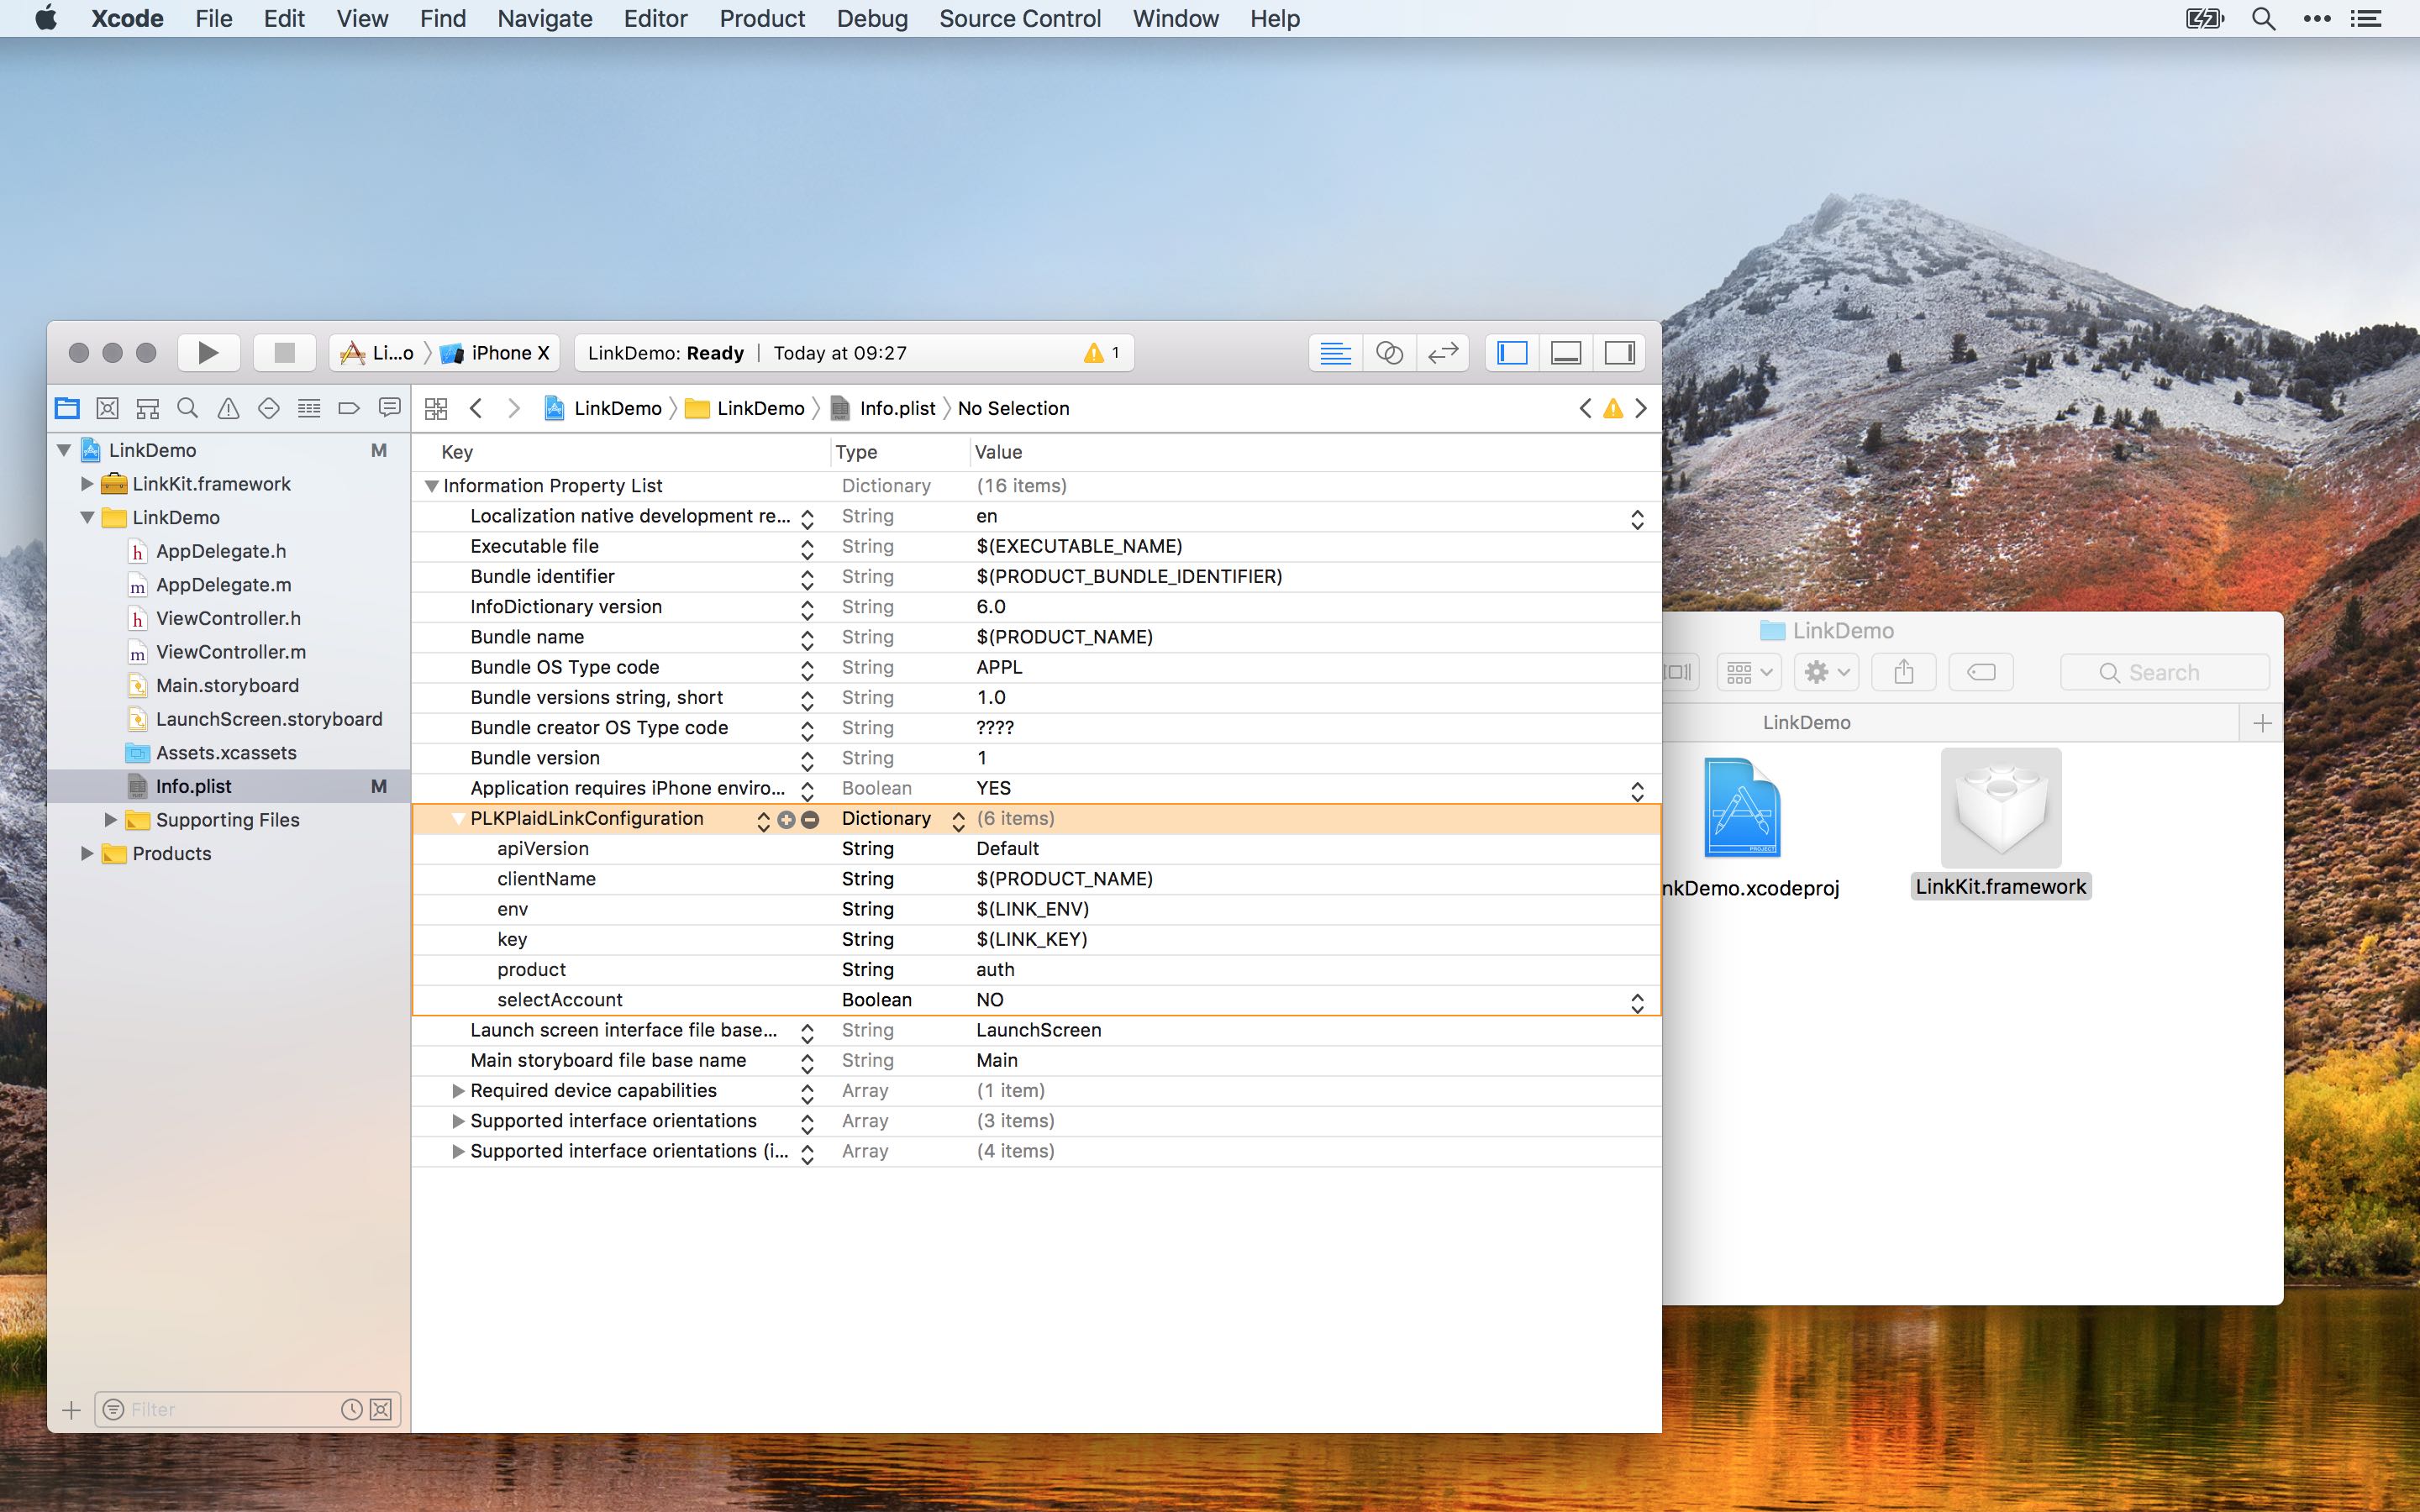 Xcode File Edit View Find Navigate Editor Product Debug Source Control Window Help
Li...o iPhone X LinkDemo: Ready | Today at 09:27 1
LinkDemo LinkDemo Info.plist No Selection
LinkDemo M
LinkKit.framework
LinkDemo
AppDelegate.h
AppDelegate.m
ViewController.h
ViewController.m
Main.storyboard
LaunchScreen.storyboard
Assets.xcassets
Info.plist M
Supporting Files
Products
Filter
Key Type Value
Information Property List Dictionary (16 items)
Localization native development re... String en
Executable file String $(EXECUTABLE_NAME)
Bundle identifier String $(PRODUCT_BUNDLE_IDENTIFIER)
InfoDictionary version String 6.0
Bundle name String $(PRODUCT_NAME)
Bundle OS Type code String APPL
Bundle versions string, short String 1.0
Bundle creator OS Type code String ????
Bundle version String 1
Application requires iPhone enviro... Boolean YES
PLKPlaidLinkConfiguration Dictionary (6 items)
apiVersion String Default
clientName String $(PRODUCT_NAME)
env String $(LINK_ENV)
key String $(LINK_KEY)
product String auth
selectAccount Boolean NO
Launch screen interface file base... String LaunchScreen
Main storyboard file base name String Main
Required device capabilities Array (1 item)
Supported interface orientations Array (3 items)
Supported interface orientations (i... Array (4 items)
LinkDemo
Search
LinkDemo
PROJECT
nkDemo.xcodeproj
LinkKit.framework